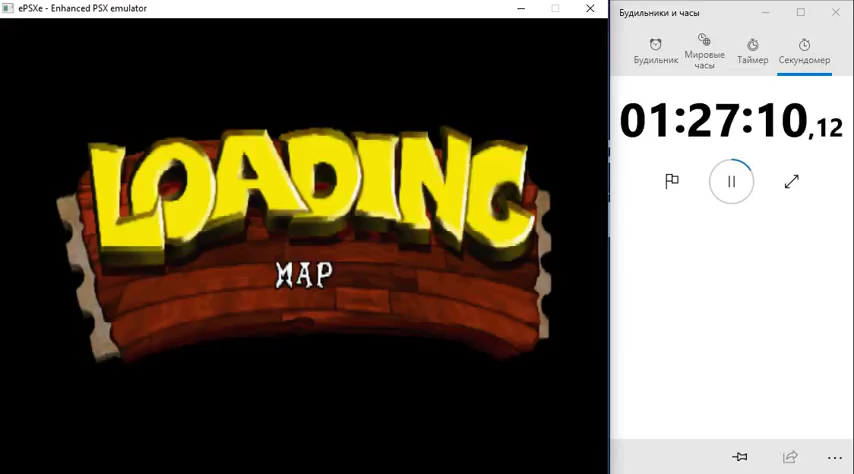 ePSXe - Enhanced PSX emulator
LOADING
MAP
Будильники и часы
Будильник
Мировые
часы
Таймер
Секундомер
01:27:10,12